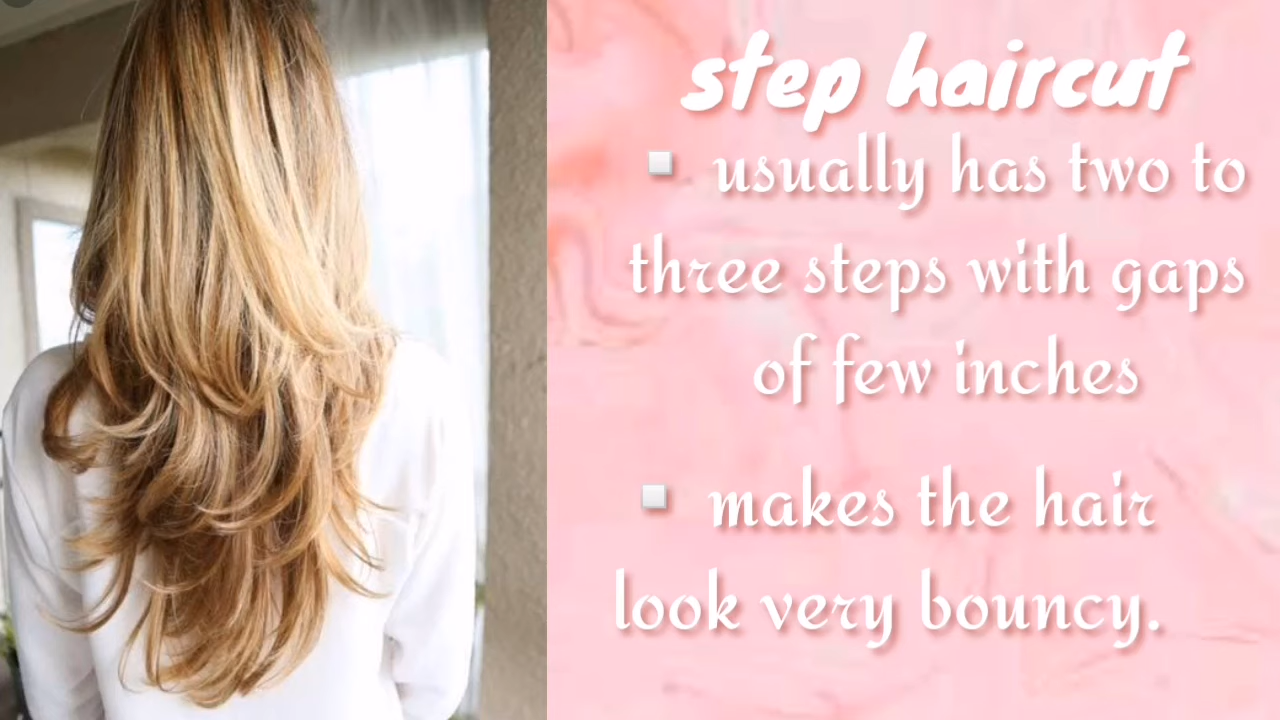 step haircut
▫ usually has two to
three steps with gaps
of few inches
▫ makes the hair
look very bouncy.